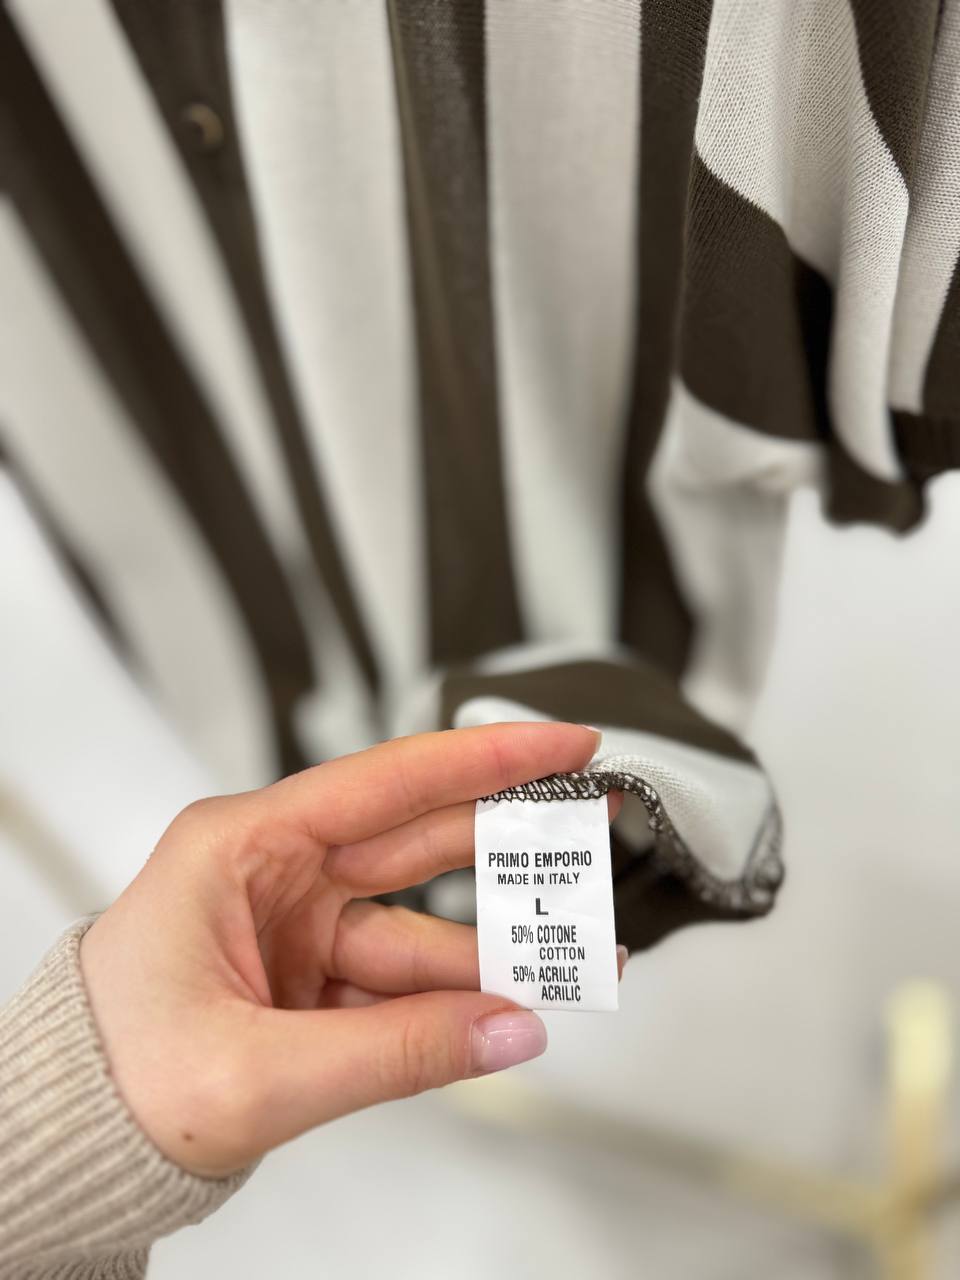 PRIMO EMPORIO
MADE IN ITALY
L
50% COTONE
COTTON
50% ACRILIC
ACRILIC